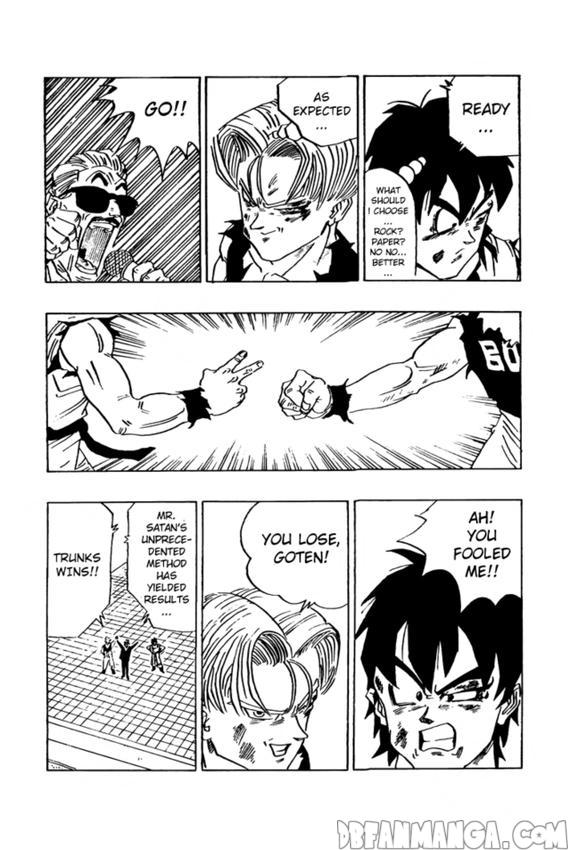 READY
...
WHAT
SHOULD
I CHOOSE
...
ROCK?
PAPER?
NO NO...
BETTER
...
AS
EXPECTED
...
GO!!
BU
AH!
YOU
FOOLED
ME!!
YOU LOSE,
GOTEN!
MR.
SATAN'S
UNPRECE-
DENTED
METHOD
HAS
YIELDED
RESULTS
...
TRUNKS
WINS!!
DBFANMANGA.COM